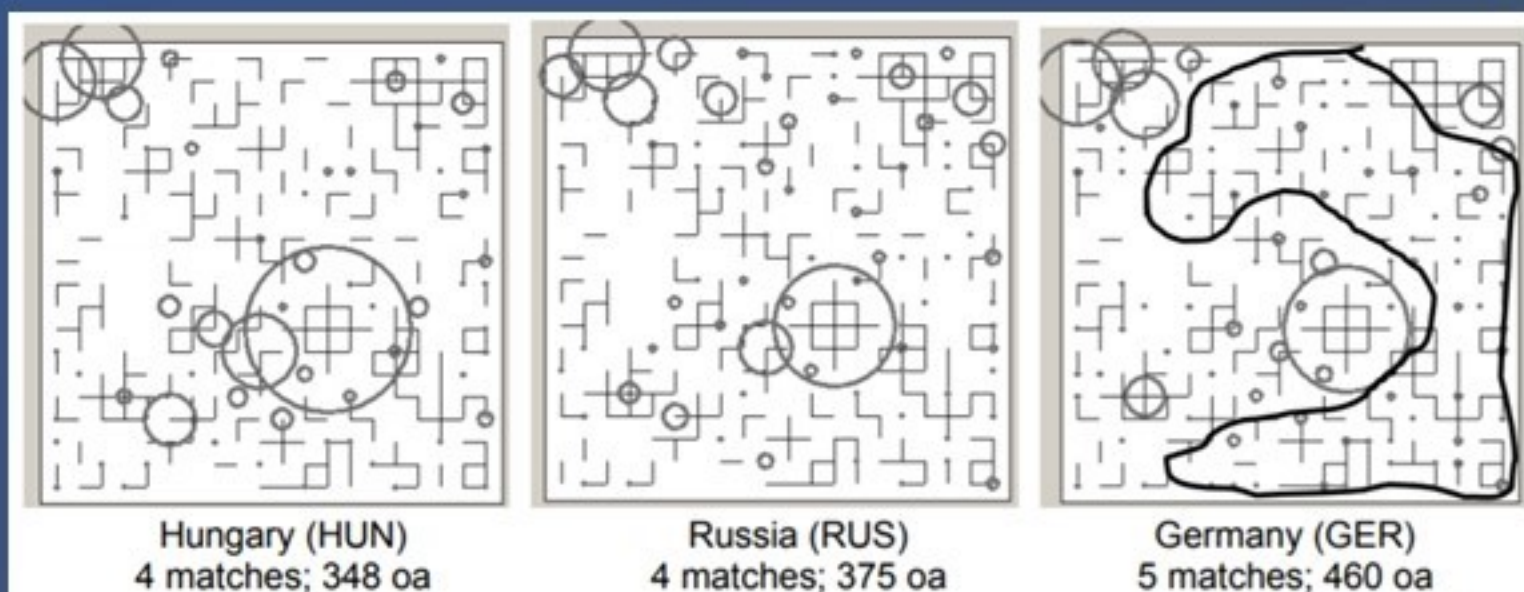 Hungary (HUN)
4 matches; 348 oa
Russia (RUS)
4 matches; 375 oa
Germany (GER)
5 matches; 460 oa